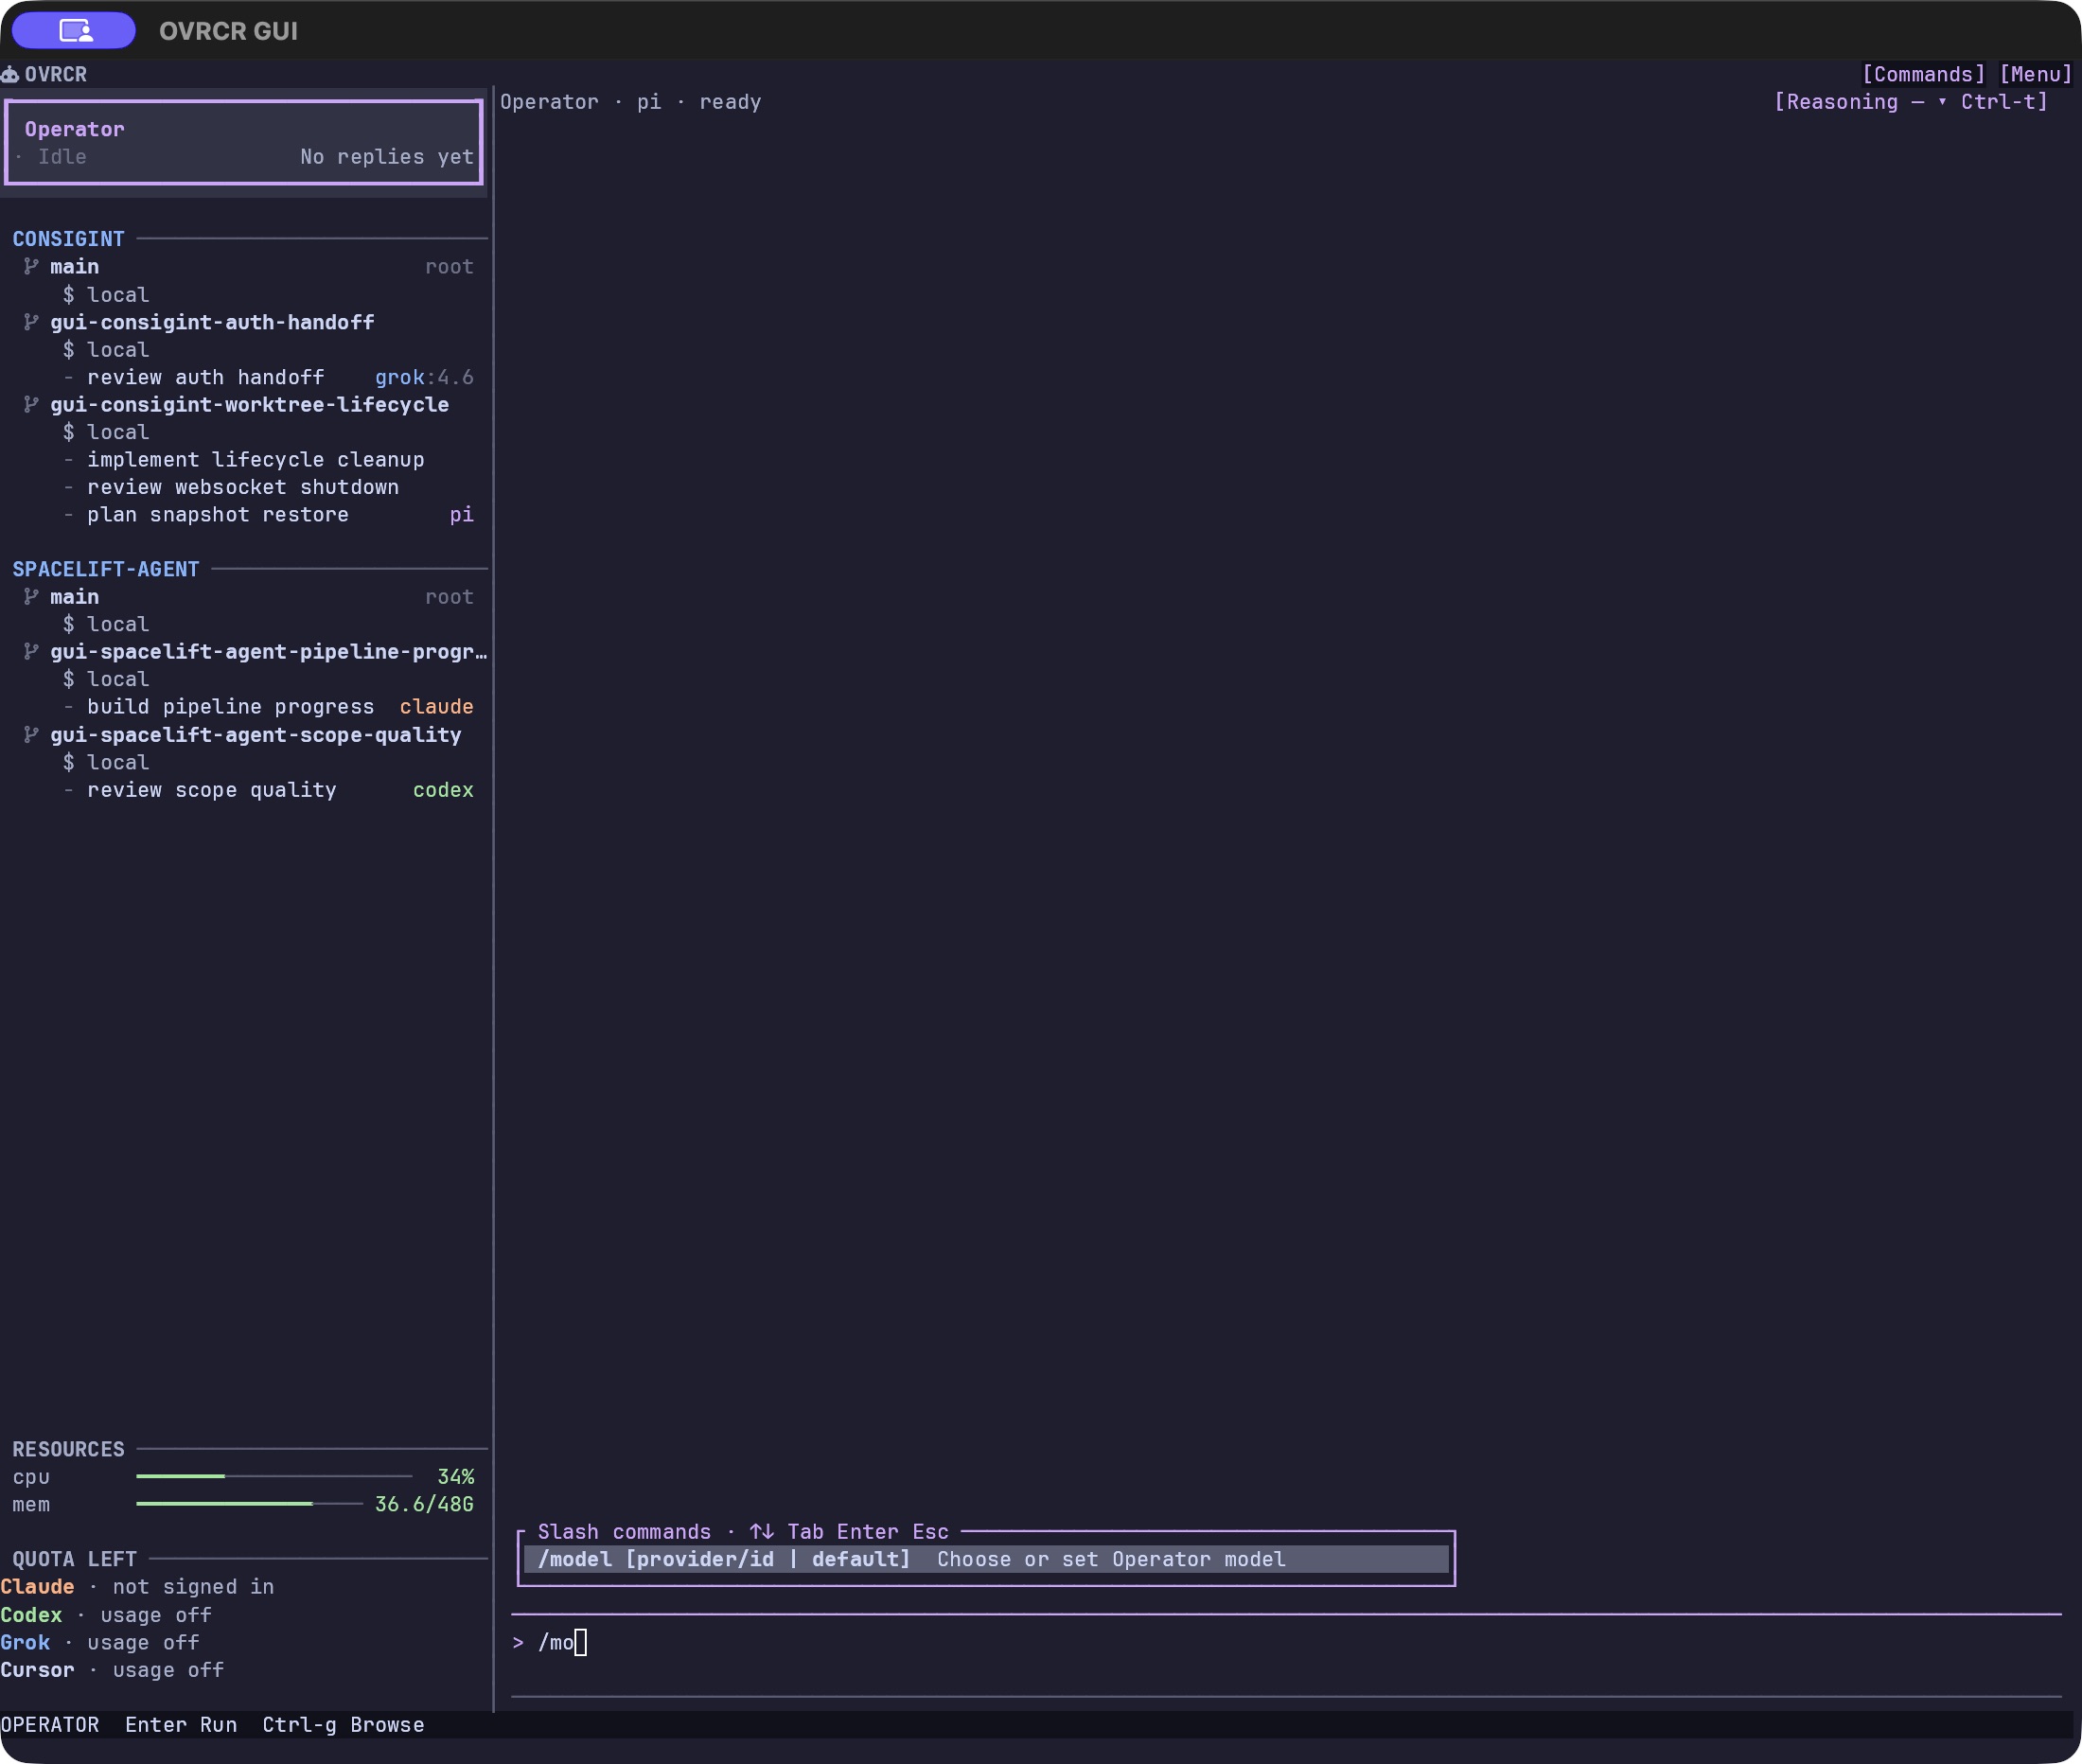 OVRCR GUI
OVRCR [Commands] [Menu]
Operator
· Idle No replies yet
CONSIGINT
main root
$ local
gui-consigint-auth-handoff
$ local
- review auth handoff grok:4.6
gui-consigint-worktree-lifecycle
$ local
- implement lifecycle cleanup
- review websocket shutdown
- plan snapshot restore pi
SPACELIFT-AGENT
main root
$ local
gui-spacelift-agent-pipeline-progr…
$ local
- build pipeline progress claude
gui-spacelift-agent-scope-quality
$ local
- review scope quality codex
RESOURCES
cpu 34%
mem 36.6/48G
QUOTA LEFT
Claude · not signed in
Codex · usage off
Grok · usage off
Cursor · usage off
Operator · pi · ready [Reasoning — ▾ Ctrl-t]
Slash commands · ↑↓ Tab Enter Esc
/model [provider/id | default] Choose or set Operator model
> /mo
OPERATOR Enter Run Ctrl-g Browse